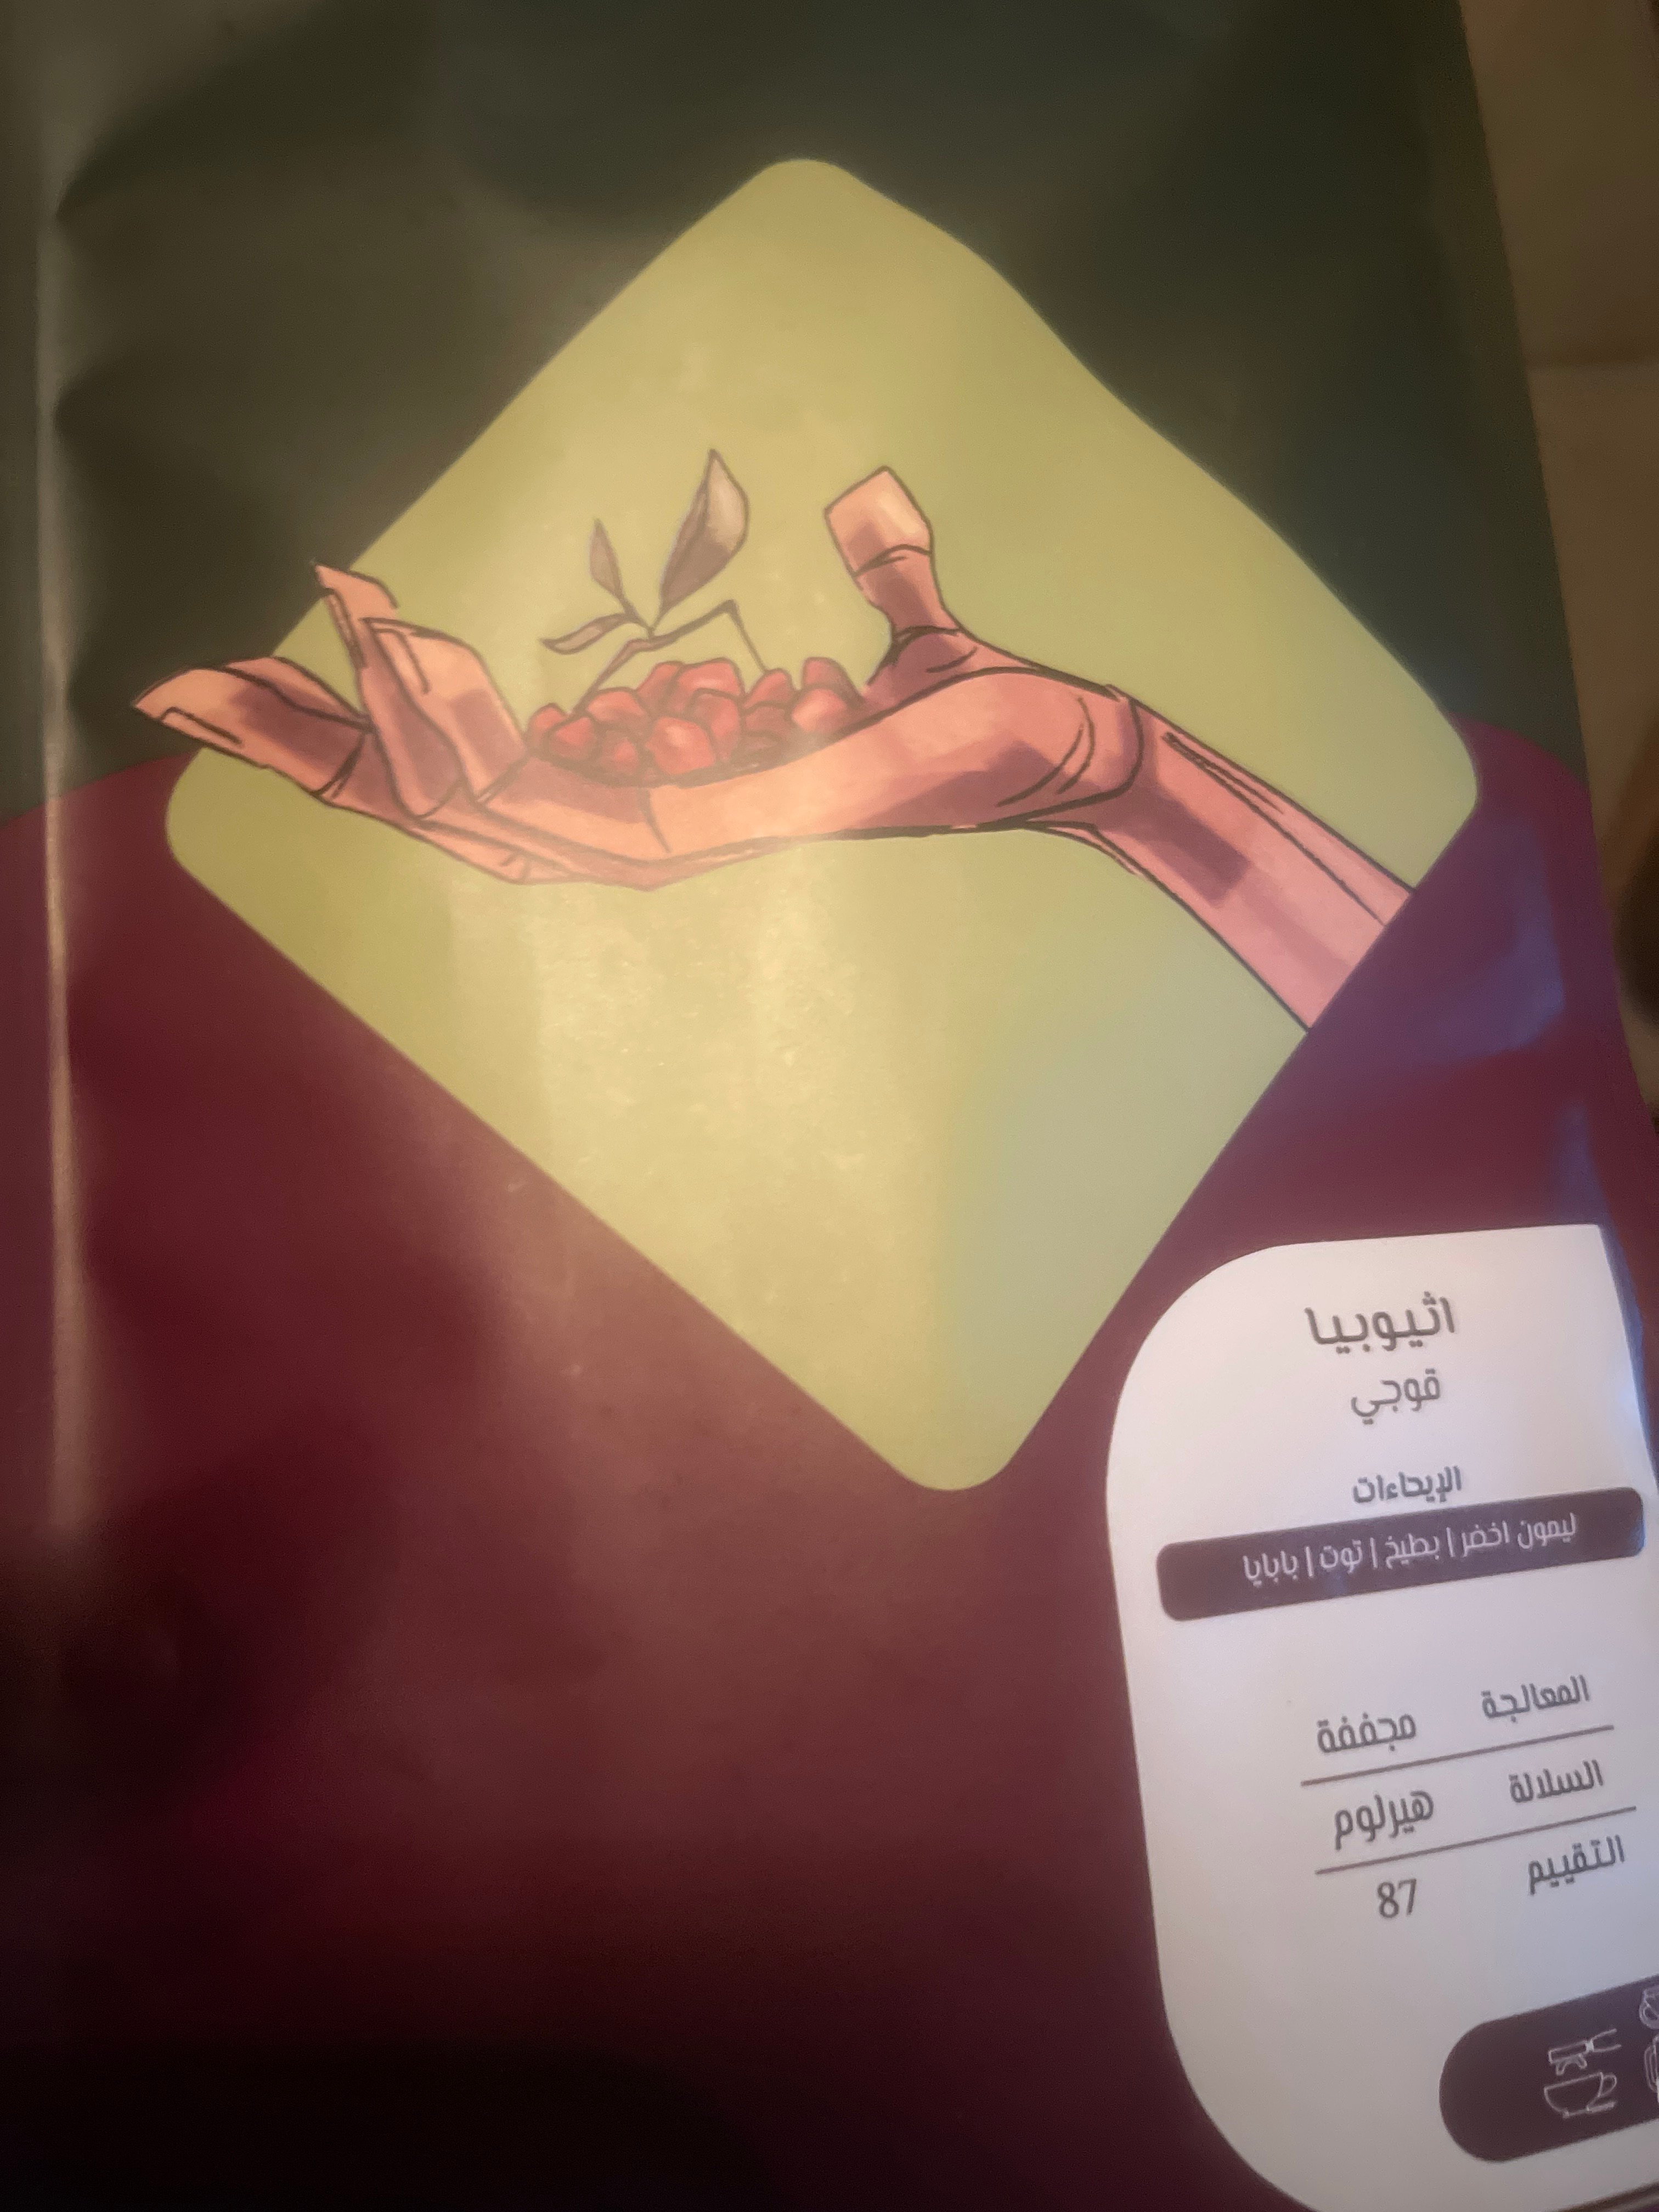 اثيوبيا
قوجي
الإيحاءات
ليمون اخضر | بطيخ | توت | بابايا
المعالجة مجففة
السلالة هيرلوم
التقييم 87